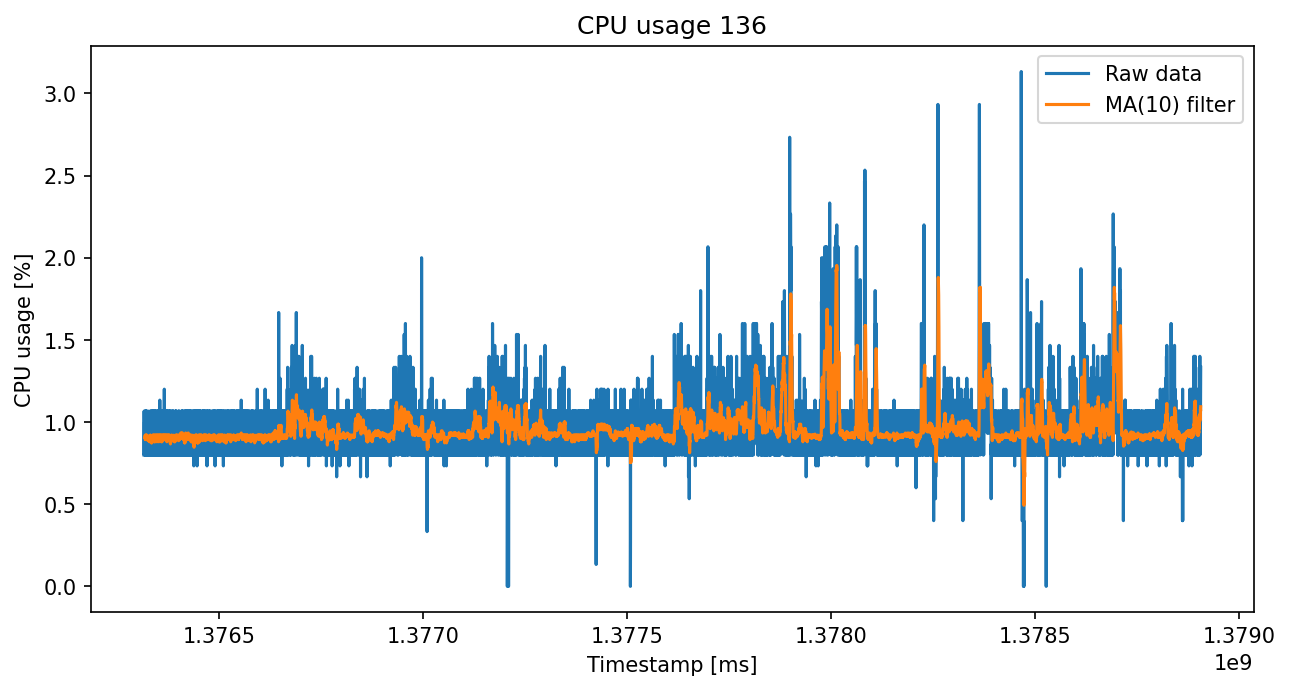 CPU usage 136
Raw data
MA(10) filter
CPU usage [%]
3.0
2.5
2.0
1.5
1.0
0.5
0.0
1.3765 1.3770 1.3775 1.3780 1.3785 1.3790
1e9
Timestamp [ms]